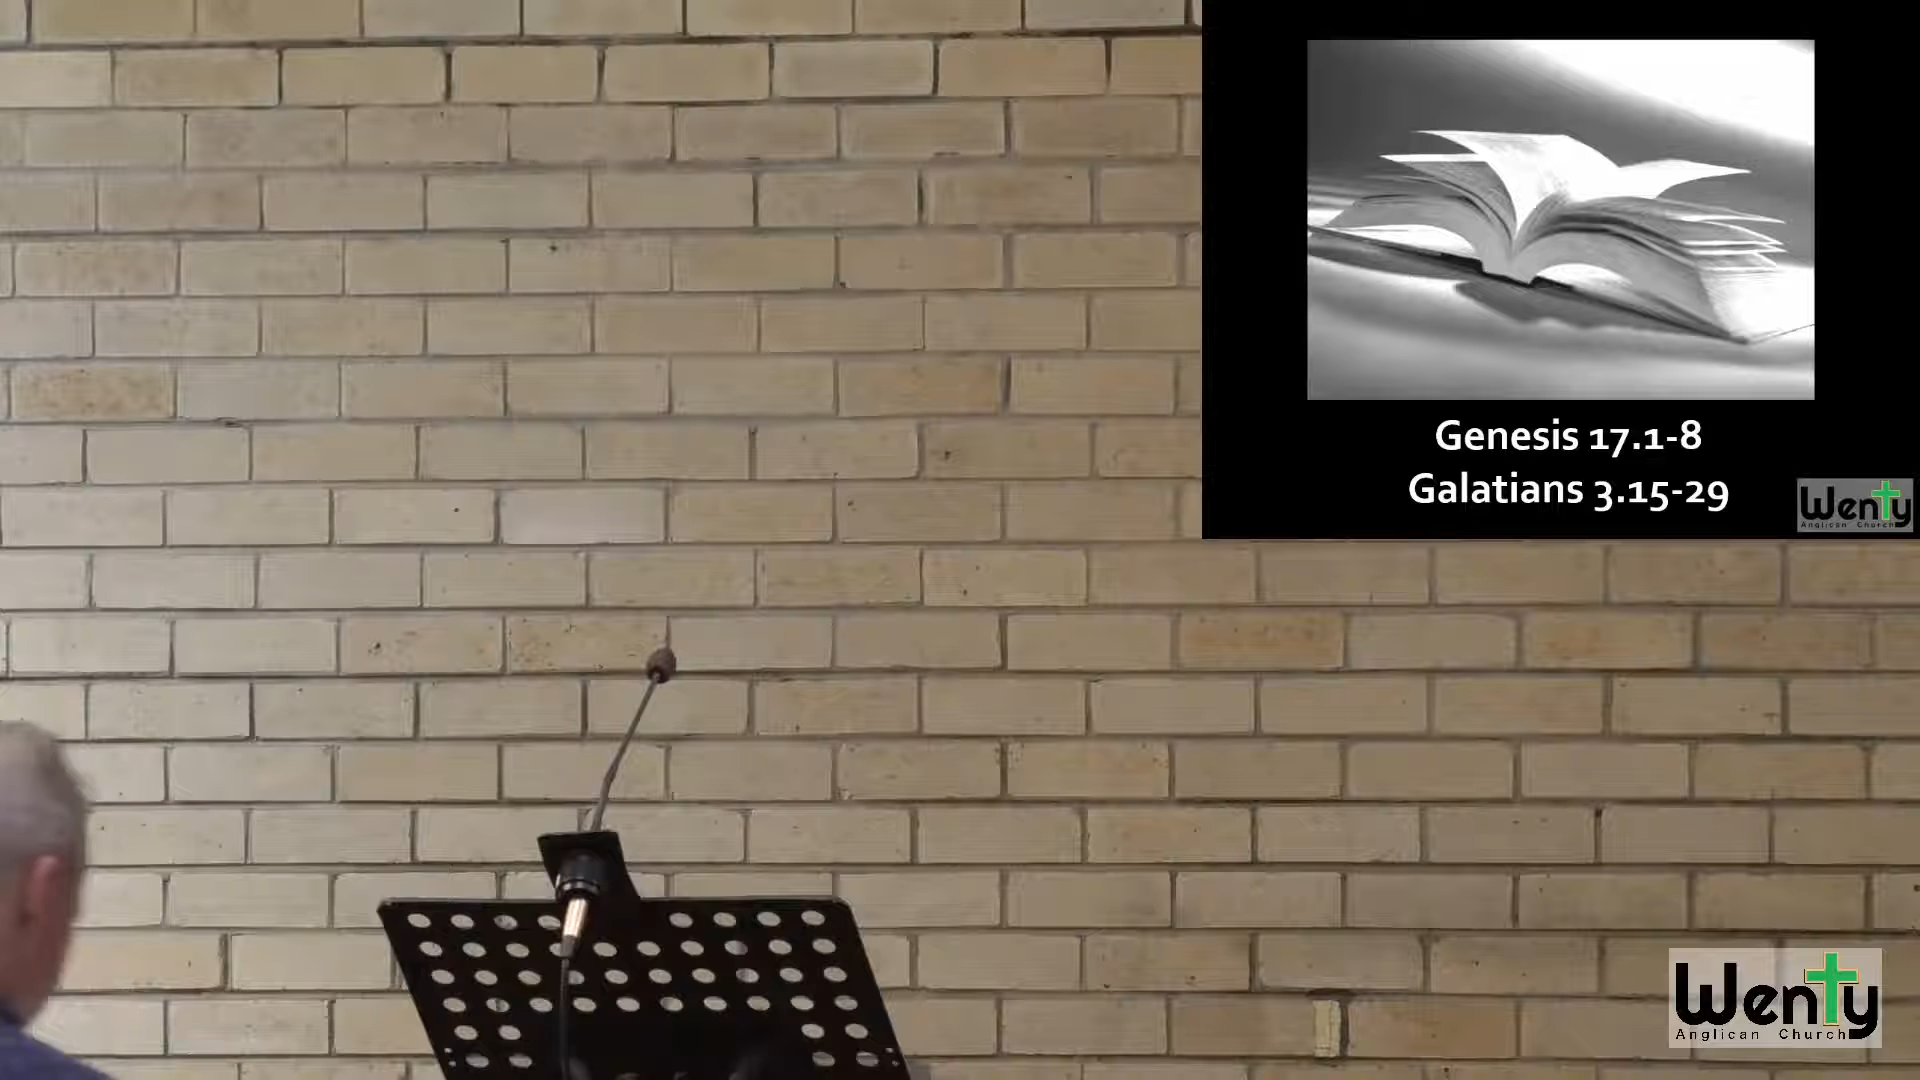 Genesis 17.1-8
Galatians 3.15-29
Wenty
Anglican Church
Wenty
Anglican Church